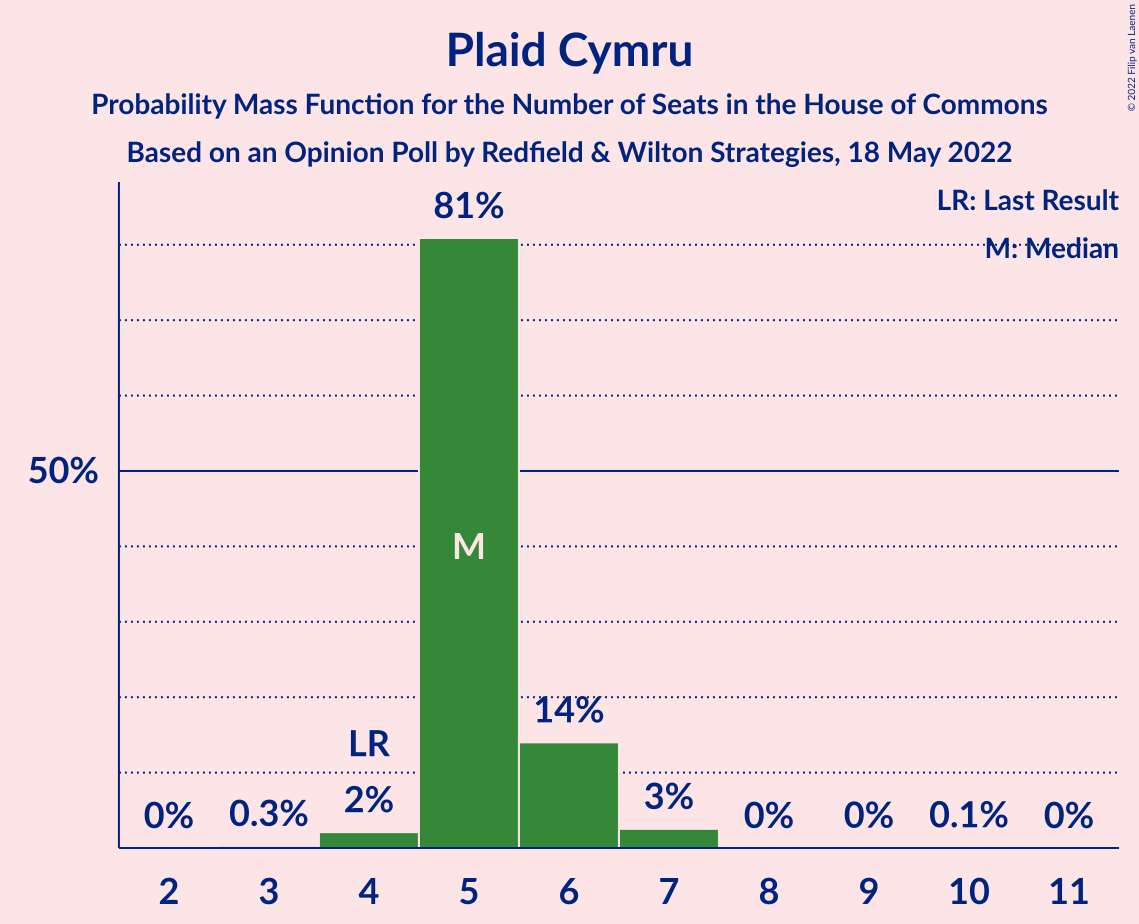 Plaid Cymru
Probability Mass Function for the Number of Seats in the House of Commons
Based on an Opinion Poll by Redfield & Wilton Strategies, 18 May 2022
© 2022 Filip van Laenen
LR: Last Result
M: Median
81%
50%
M
14%
LR
0% 0.3% 2% 3% 0% 0% 0.1% 0%
2 3 4 5 6 7 8 9 10 11